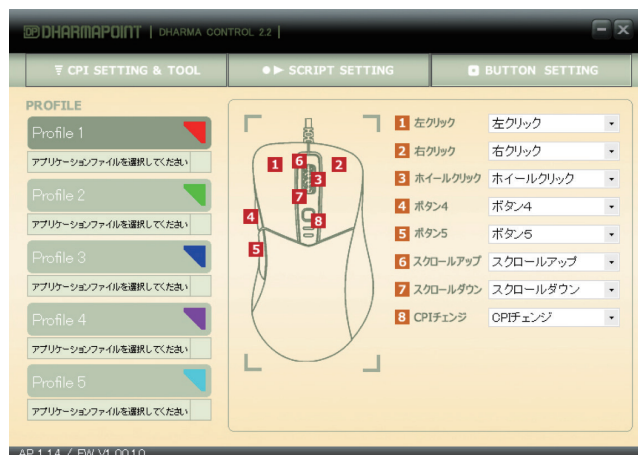 DHARMAPOINT | DHARMA CONTROL 2.2 |
CPI SETTING & TOOL
SCRIPT SETTING
BUTTON SETTING
PROFILE
Profile 1
アプリケーションファイルを選択してください
Profile 2
アプリケーションファイルを選択してください
Profile 3
アプリケーションファイルを選択してください
Profile 4
アプリケーションファイルを選択してください
Profile 5
アプリケーションファイルを選択してください
1 6 2
3
7
4 8
5
1 左クリック 左クリック
2 右クリック 右クリック
3 ホイールクリック ホイールクリック
4 ボタン4 ボタン4
5 ボタン5 ボタン5
6 スクロールアップ スクロールアップ
7 スクロールダウン スクロールダウン
8 CPIチェンジ CPIチェンジ
AP 1.14 / FW V1.00.10